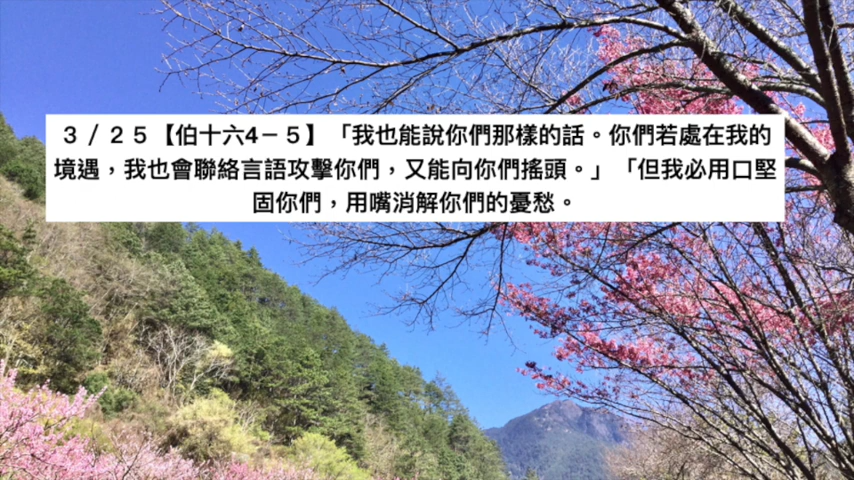 ３／２５【伯十六4－５】「我也能說你們那樣的話。你們若處在我的
境遇，我也會聯絡言語攻擊你們，又能向你們搖頭。」「但我必用口堅
固你們，用嘴消解你們的憂愁。